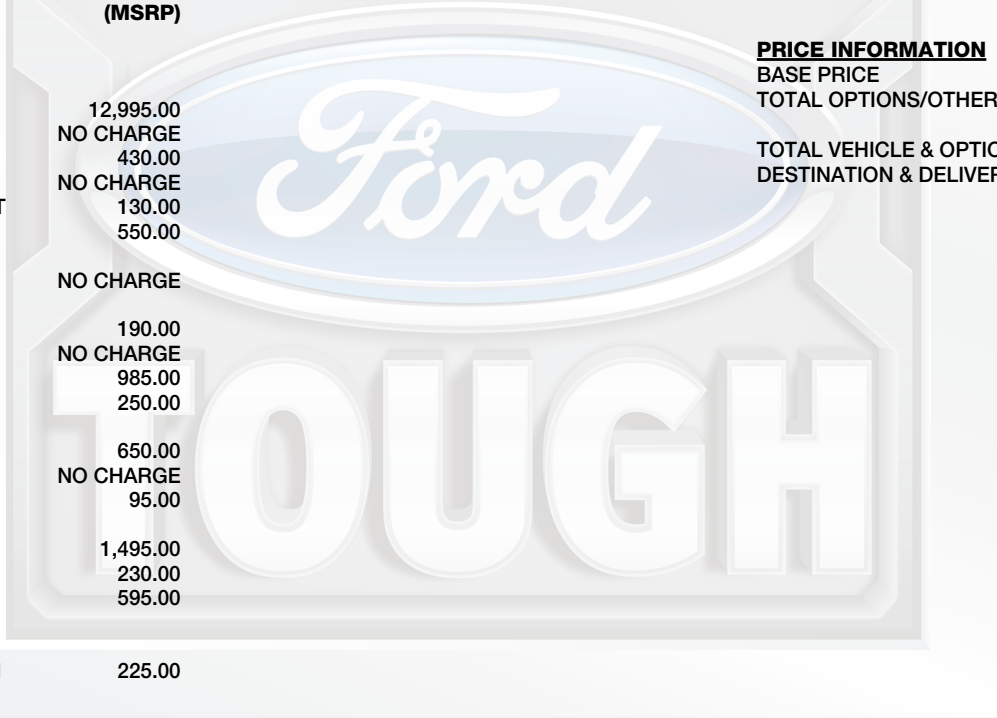 (MSRP)
12,995.00
NO CHARGE
430.00
NO CHARGE
T 130.00
550.00
NO CHARGE
190.00
NO CHARGE
985.00
250.00
650.00
NO CHARGE
95.00
1,495.00
230.00
595.00
225.00
PRICE INFORMATION
BASE PRICE
TOTAL OPTIONS/OTHER
TOTAL VEHICLE & OPTIO
DESTINATION & DELIVER
Ford
TOUGH